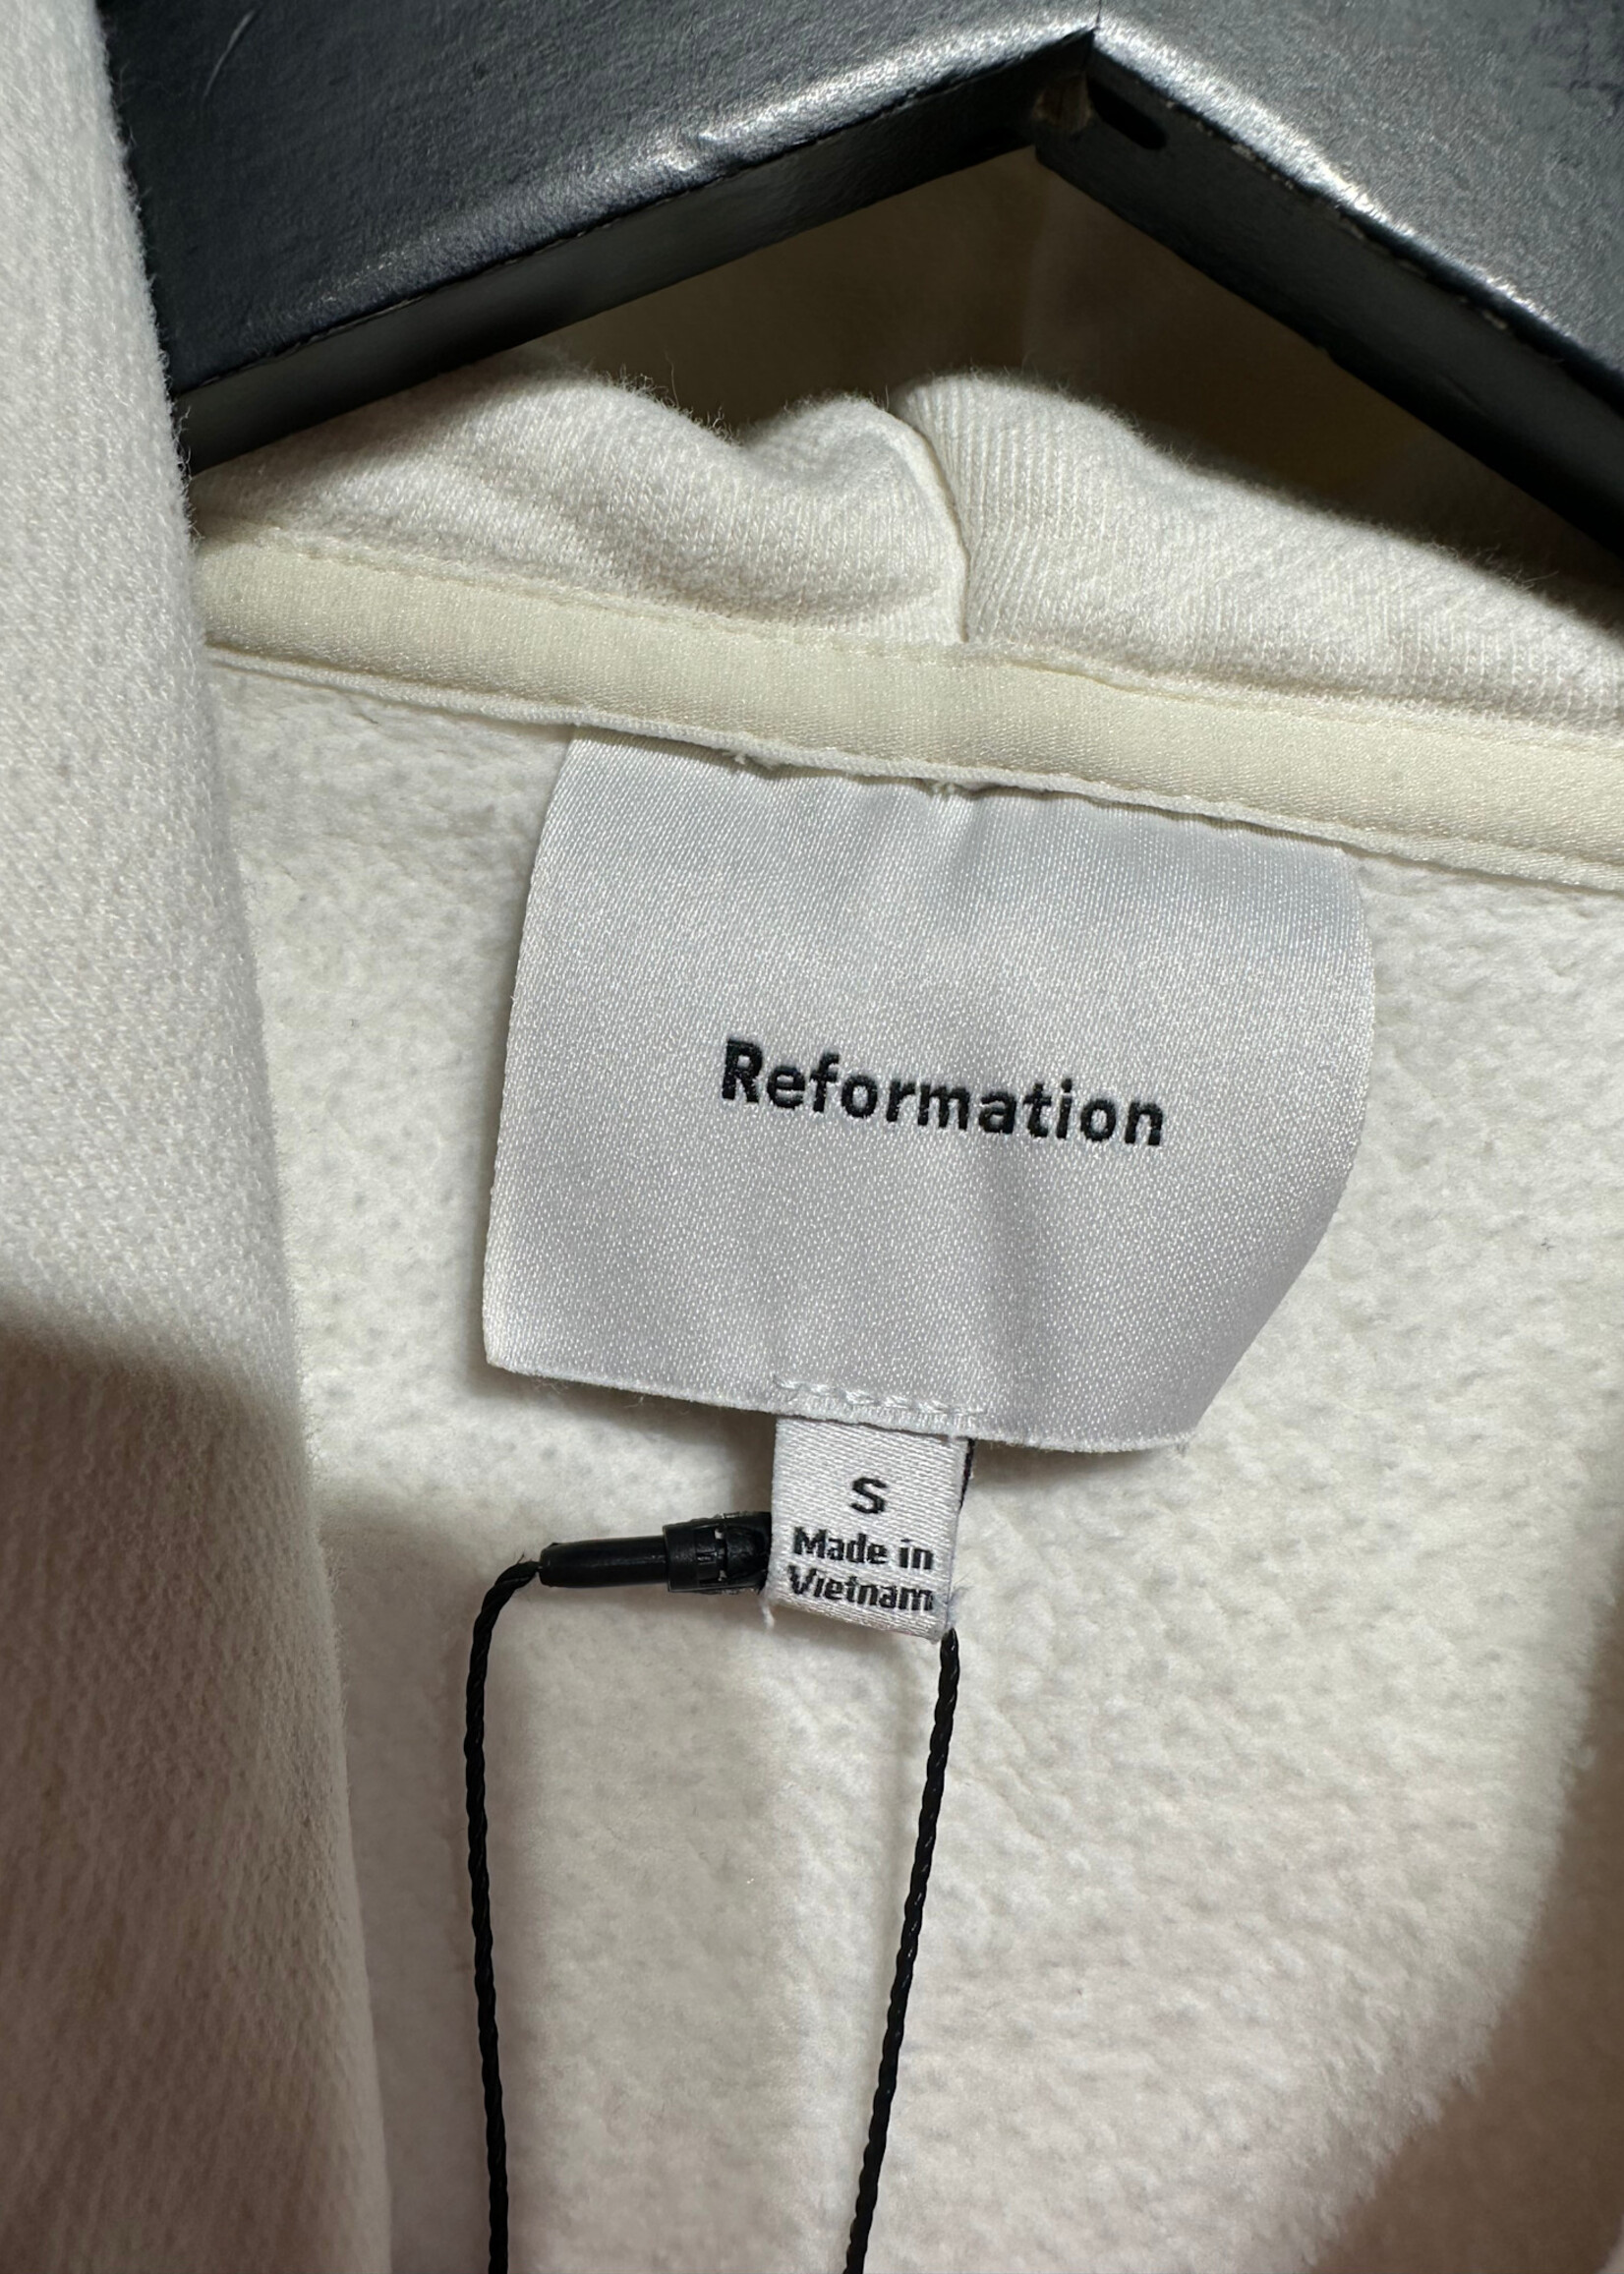 Reformation
S
Made in
Vietnam